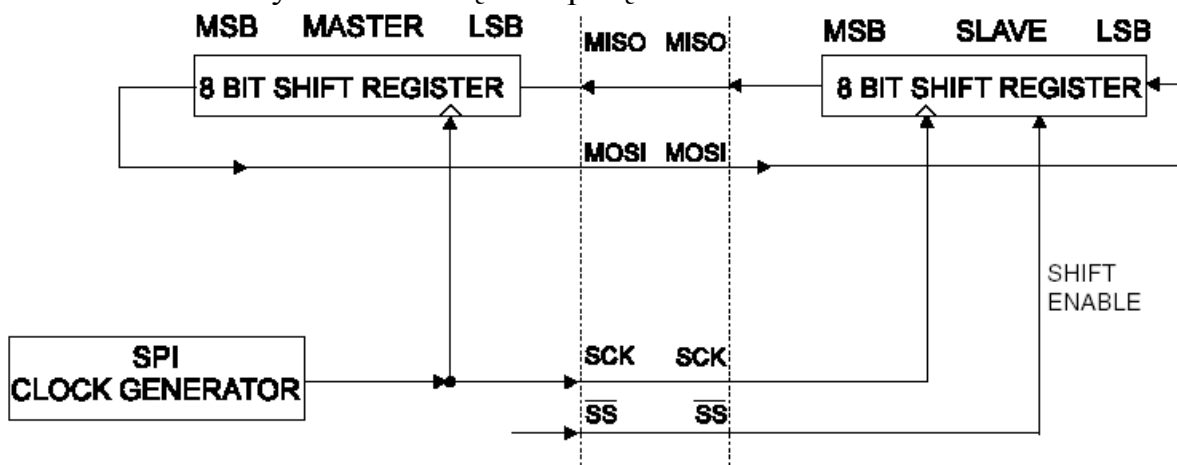 MSB MASTER LSB
MISO MISO
MSB SLAVE LSB
8 BIT SHIFT REGISTER
8 BIT SHIFT REGISTER
MOSI MOSI
SHIFT
ENABLE
SPI
CLOCK GENERATOR
SCK SCK
SS SS